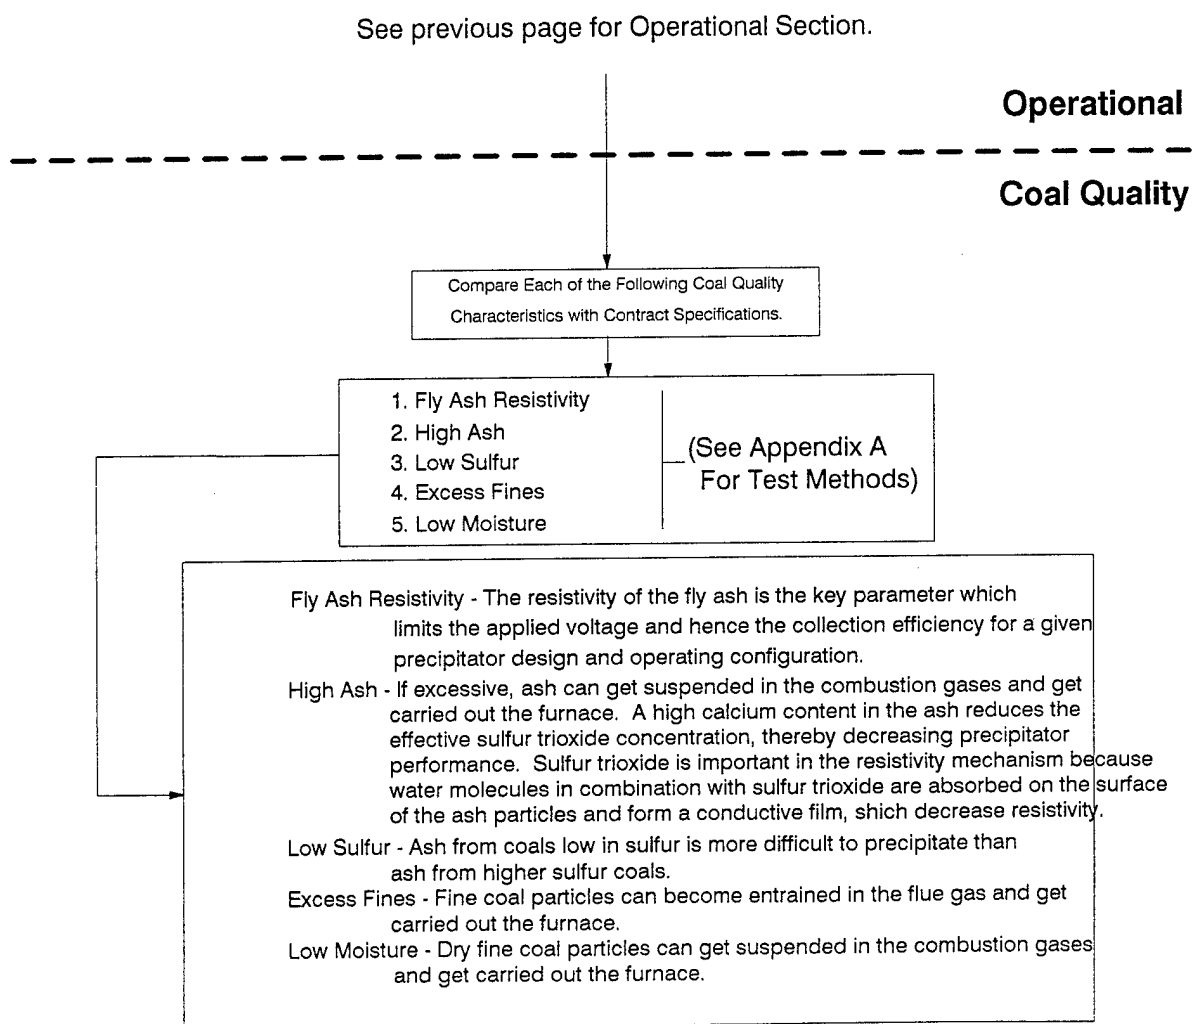 See previous page for Operational Section.
Operational
Coal Quality
Compare Each of the Following Coal Quality
Characteristics with Contract Specifications.
1. Fly Ash Resistivity
2. High Ash
3. Low Sulfur
4. Excess Fines
5. Low Moisture
(See Appendix A
For Test Methods)
Fly Ash Resistivity - The resistivity of the fly ash is the key parameter which
limits the applied voltage and hence the collection efficiency for a given
precipitator design and operating configuration.
High Ash - If excessive, ash can get suspended in the combustion gases and get
carried out the furnace. A high calcium content in the ash reduces the
effective sulfur trioxide concentration, thereby decreasing precipitator
performance. Sulfur trioxide is important in the resistivity mechanism because
water molecules in combination with sulfur trioxide are absorbed on the surface
of the ash particles and form a conductive film, shich decrease resistivity.
Low Sulfur - Ash from coals low in sulfur is more difficult to precipitate than
ash from higher sulfur coals.
Excess Fines - Fine coal particles can become entrained in the flue gas and get
carried out the furnace.
Low Moisture - Dry fine coal particles can get suspended in the combustion gases
and get carried out the furnace.